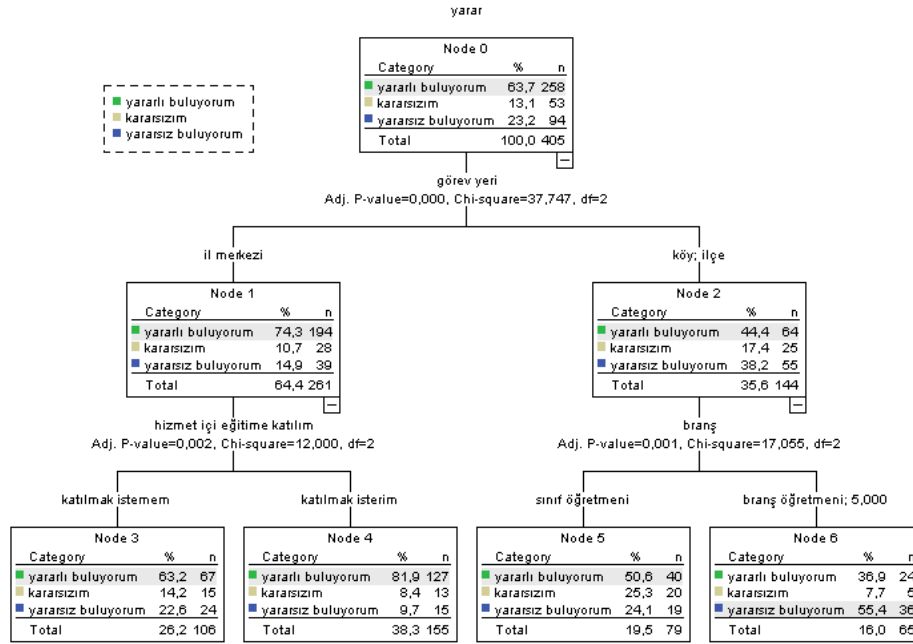 yarar
Node 0
Category % n
yararlı buluyorum 63,7 258
kararsızım 13,1 53
yararsız buluyorum 23,2 94
Total 100,0 405
yararlı buluyorum
kararsızım
yararsız buluyorum
görev yeri
Adj. P-value=0,000, Chi-square=37,747, df=2
il merkezi
köy; ilçe
Node 1
Category % n
yararlı buluyorum 74,3 194
kararsızım 10,7 28
yararsız buluyorum 14,9 39
Total 64,4 261
Node 2
Category % n
yararlı buluyorum 44,4 64
kararsızım 17,4 25
yararsız buluyorum 38,2 55
Total 35,6 144
hizmet içi eğitime katılım
Adj. P-value=0,002, Chi-square=12,000, df=2
branş
Adj. P-value=0,001, Chi-square=17,055, df=2
katılmak istemem
katılmak isterim
sınıf öğretmeni
branş öğretmeni; 5,000
Node 3
Category % n
yararlı buluyorum 63,2 67
kararsızım 14,2 15
yararsız buluyorum 22,6 24
Total 26,2 106
Node 4
Category % n
yararlı buluyorum 81,9 127
kararsızım 8,4 13
yararsız buluyorum 9,7 15
Total 38,3 155
Node 5
Category % n
yararlı buluyorum 50,6 40
kararsızım 25,3 20
yararsız buluyorum 24,1 19
Total 19,5 79
Node 6
Category % n
yararlı buluyorum 36,9 24
kararsızım 7,7 5
yararsız buluyorum 55,4 36
Total 16,0 65